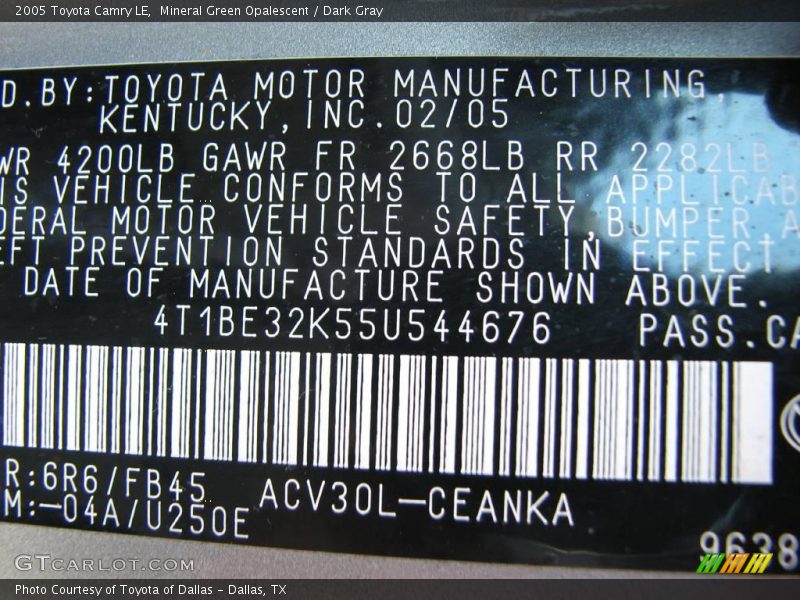 2005 Toyota Camry LE, Mineral Green Opalescent / Dark Gray
D.BY:TOYOTA MOTOR MANUFACTURING,
KENTUCKY,INC.02/05
WR 4200LB GAWR FR 2668LB RR 2282LB
IS VEHICLE CONFORMS TO ALL APPLICAB
DERAL MOTOR VEHICLE SAFETY,BUMPER,A
EFT PREVENTION STANDARDS IN EFFECT
DATE OF MANUFACTURE SHOWN ABOVE.
4T1BE32K55U544676 PASS.CA
R:6R6/FB45
ACV30L-CEANKA
M:-04A/U250E
9638
GTCARLOT.COM
Photo Courtesy of Toyota of Dallas - Dallas, TX